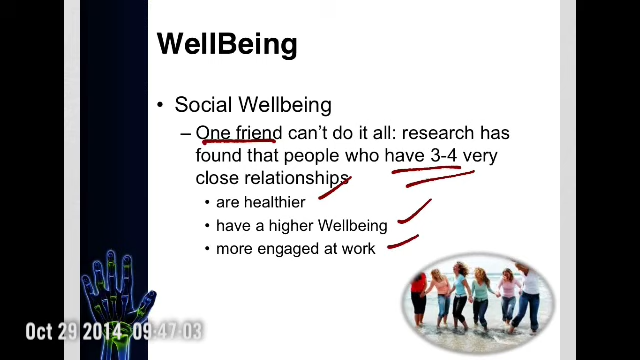 WellBeing
• Social Wellbeing
– One friend can't do it all: research has
found that people who have 3-4 very
close relationships
• are healthier
• have a higher Wellbeing
• more engaged at work
Oct 29 2014, 09:47:03